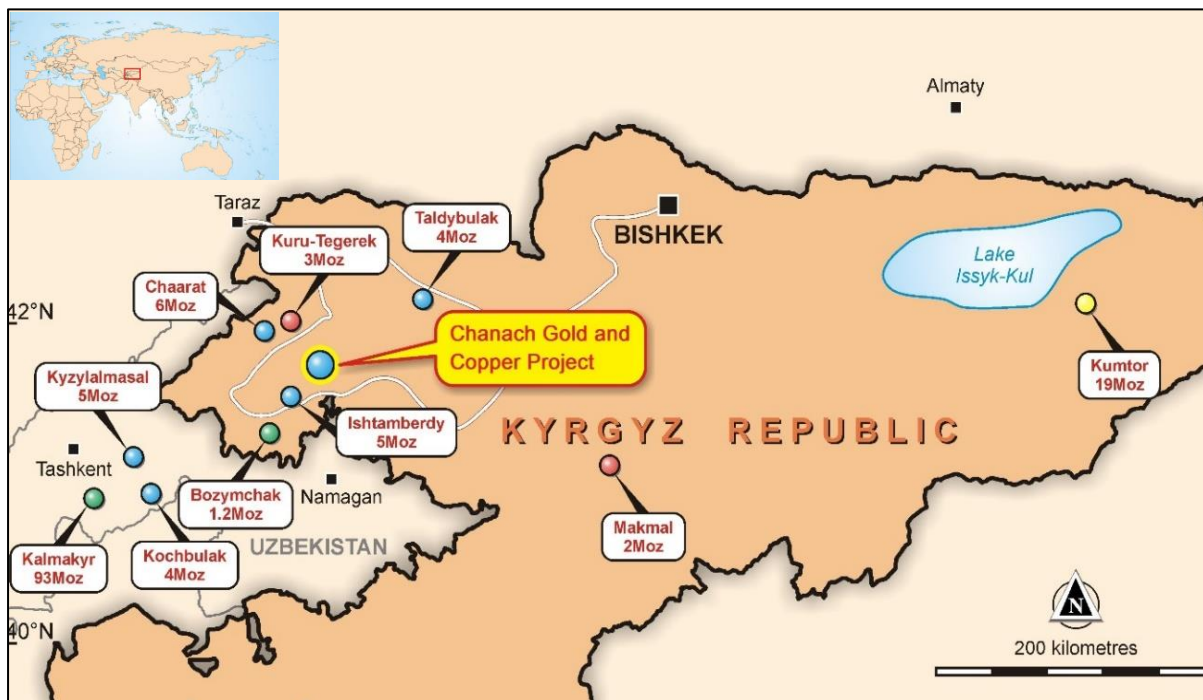 Almaty
Taraz
Kuru-Tegerek
3Moz
Taldybulak
4Moz
BISHKEK
Lake
Issyk-Kul
Chaarat
6Moz
42°N
Chanach Gold and
Copper Project
Kyzylalmasal
5Moz
Kumtor
19Moz
Ishtamberdy
5Moz
KYRGYZ REPUBLIC
Tashkent
Bozymchak
1.2Moz
Namagan
Makmal
2Moz
Kalmakyr
93Moz
Kochbulak
4Moz
UZBEKISTAN
40°N
N
200 kilometres